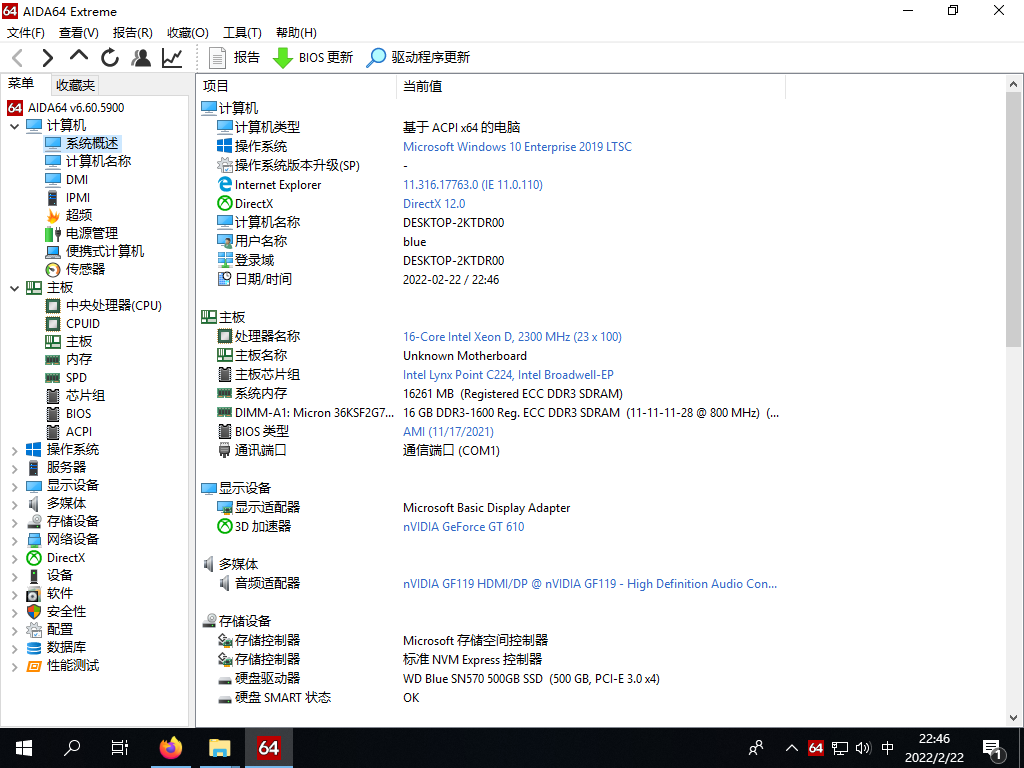 64 AIDA64 Extreme
文件(F) 查看(V) 报告(R) 收藏(O) 工具(T) 帮助(H)
报告 BIOS 更新 驱动程序更新
菜单 收藏夹
64 AIDA64 v6.60.5900
计算机
系统概述
计算机名称
DMI
IPMI
超频
电源管理
便携式计算机
传感器
主板
中央处理器(CPU)
CPUID
主板
内存
SPD
芯片组
BIOS
ACPI
操作系统
服务器
显示设备
多媒体
存储设备
网络设备
DirectX
设备
软件
安全性
配置
数据库
性能测试
项目 当前值
计算机
计算机类型 基于 ACPI x64 的电脑
操作系统 Microsoft Windows 10 Enterprise 2019 LTSC
操作系统版本升级(SP) -
Internet Explorer 11.316.17763.0 (IE 11.0.110)
DirectX DirectX 12.0
计算机名称 DESKTOP-2KTDR00
用户名称 blue
登录域 DESKTOP-2KTDR00
日期/时间 2022-02-22 / 22:46
主板
处理器名称 16-Core Intel Xeon D, 2300 MHz (23 x 100)
主板名称 Unknown Motherboard
主板芯片组 Intel Lynx Point C224, Intel Broadwell-EP
系统内存 16261 MB  (Registered ECC DDR3 SDRAM)
DIMM-A1: Micron 36KSF2G7... 16 GB DDR3-1600 Reg. ECC DDR3 SDRAM  (11-11-11-28 @ 800 MHz)  (...
BIOS 类型 AMI (11/17/2021)
通讯端口 通信端口 (COM1)
显示设备
显示适配器 Microsoft Basic Display Adapter
3D 加速器 nVIDIA GeForce GT 610
多媒体
音频适配器 nVIDIA GF119 HDMI/DP @ nVIDIA GF119 - High Definition Audio Con...
存储设备
存储控制器 Microsoft 存储空间控制器
存储控制器 标准 NVM Express 控制器
硬盘驱动器 WD Blue SN570 500GB SSD  (500 GB, PCI-E 3.0 x4)
硬盘 SMART 状态 OK
64 64 中 22:46 1
2022/2/22